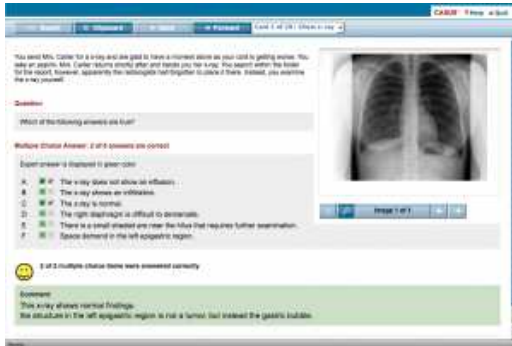 CASUS Help Quit
Forward Card 5 of 29 : Chest x-ray
You send Mrs. Carter for a x-ray and are glad to have a moment alone as your cold is getting worse. You
take an aspirin. Mrs. Carter returns shortly after and hands you her x-ray. You search within the folder
for the report, however, apparently the radiologist had forgotten to place it there. Instead, you examine
the x-ray yourself.
Question
Which of the following answers are true?
Multiple Choice Answer: 2 of 6 answers are correct
Expert answer is displayed in green color
A The x-ray does not show an effusion.
B The x-ray shows an infiltration.
C The x-ray is normal.
D The right diaphragm is difficult to demarcate.
E There is a small shaded area near the hilus that requires further examination.
F Space demand in the left epigastric region.
Image 1 of 1
2 of 2 multiple choice items were answered correctly
Comment
This x-ray shows normal findings.
the structure in the left epigastric region is not a tumor, but instead the gastric bubble.